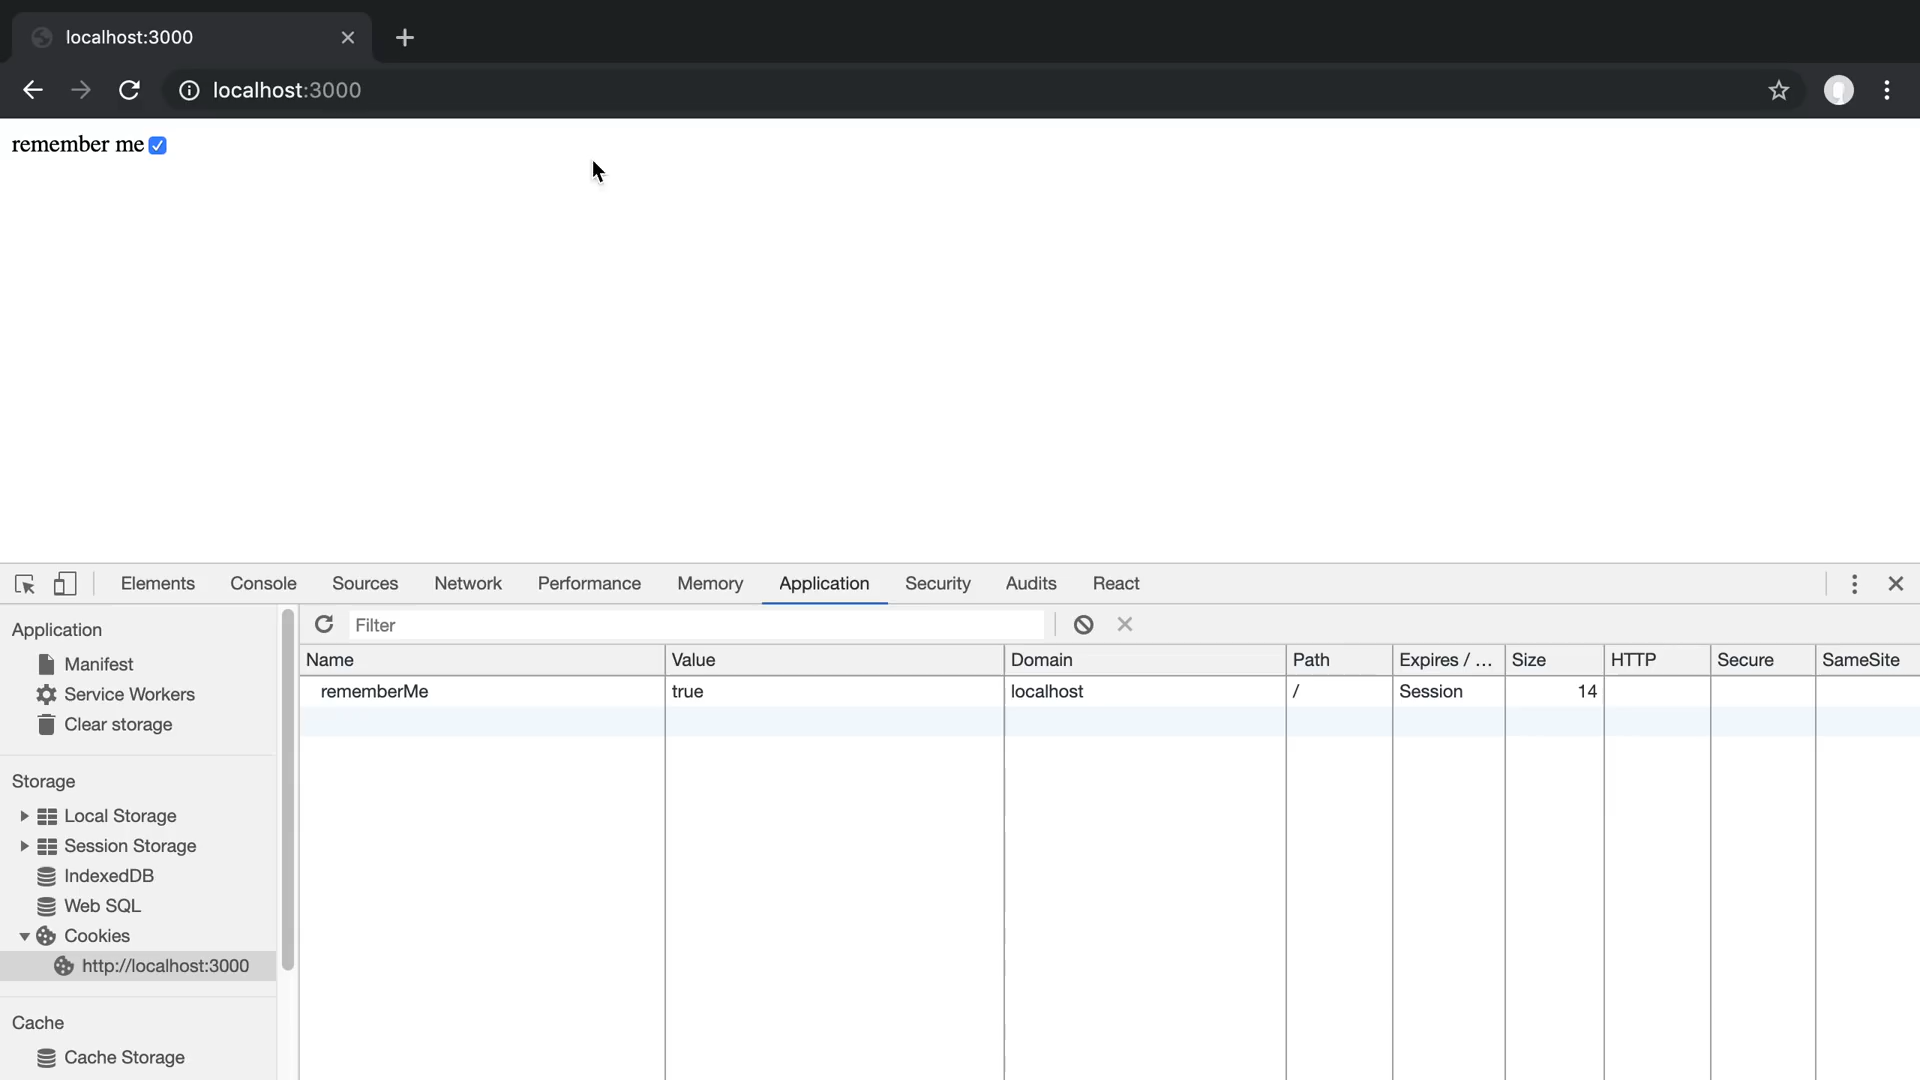 localhost:3000
localhost:3000
remember me
Elements Console Sources Network Performance Memory Application Security Audits React
Application
Manifest
Service Workers
Clear storage
Storage
Local Storage
Session Storage
IndexedDB
Web SQL
Cookies
http://localhost:3000
Cache
Cache Storage
Filter
Name Value Domain Path Expires / ... Size HTTP Secure SameSite
rememberMe true localhost / Session 14